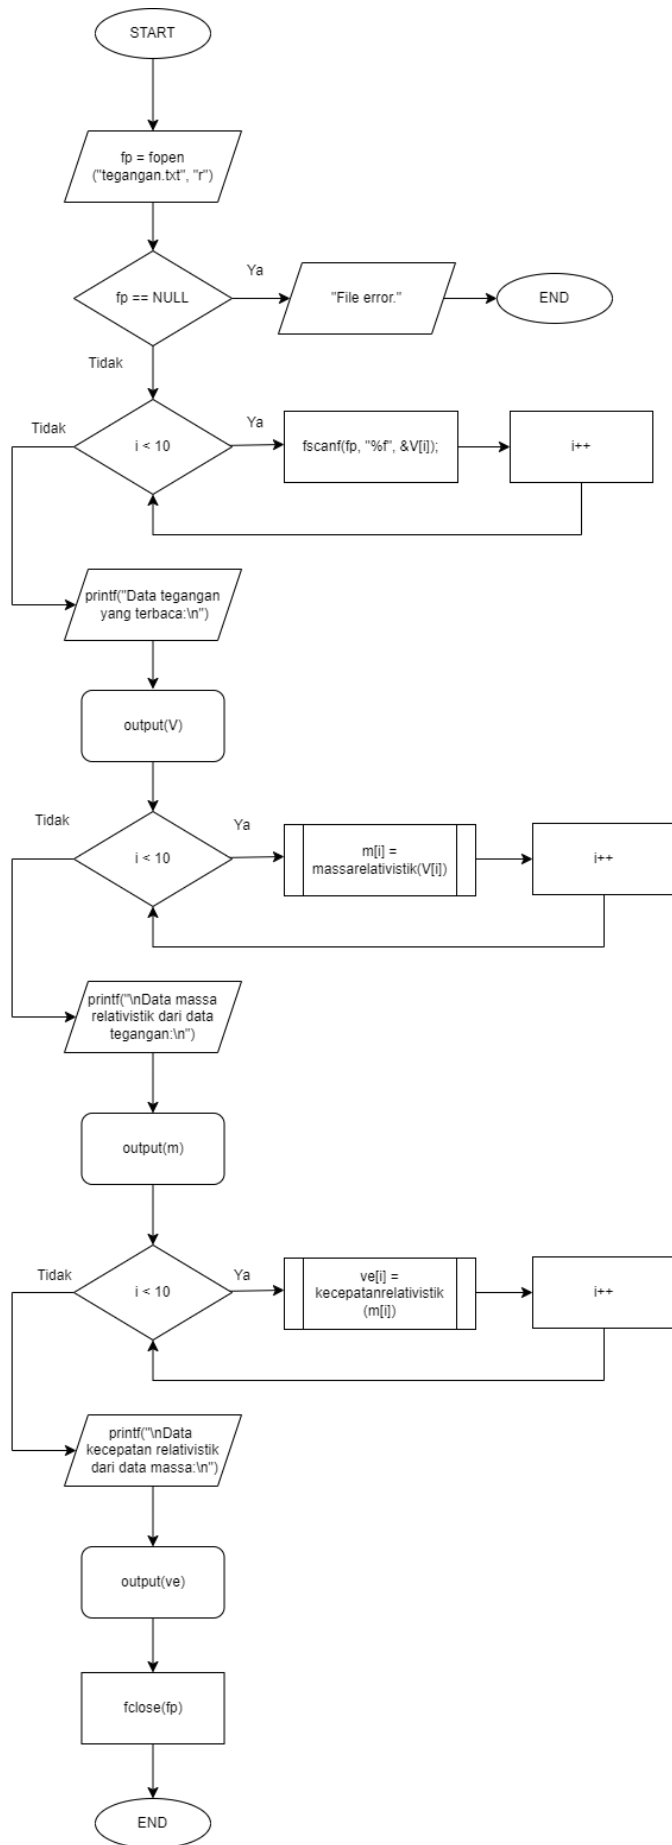 START
fp = fopen
("tegangan.txt", "r")
fp == NULL
Ya
"File error."
END
Tidak
i < 10
Ya
fscanf(fp, "%f", &V[i]);
i++
Tidak
printf("Data tegangan
yang terbaca:\n")
output(V)
i < 10
Ya
m[i] =
massarelativistik(V[i])
i++
Tidak
printf("\nData massa
relativistik dari data
tegangan:\n")
output(m)
i < 10
Ya
ve[i] =
kecepatanrelativistik
(m[i])
i++
Tidak
printf("\nData
kecepatan relativistik
dari data massa:\n")
output(ve)
fclose(fp)
END